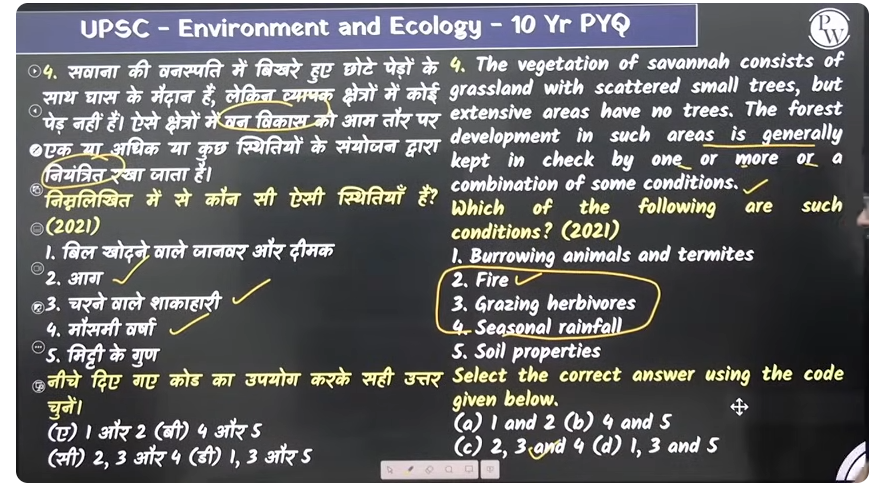 UPSC - Environment and Ecology - 10 Yr PYQ
PW
4. सवाना की वनस्पति में बिखरे हुए छोटे पेड़ों के
साथ घास के मैदान हैं, लेकिन व्यापक क्षेत्रों में कोई
पेड़ नहीं हैं। ऐसे क्षेत्रों में वन विकास को आम तौर पर
एक या अधिक या कुछ स्थितियों के संयोजन द्वारा
नियंत्रित रखा जाता है।
निम्नलिखित में से कौन सी ऐसी स्थितियाँ हैं?
(2021)
1. बिल खोदने वाले जानवर और दीमक
2. आग
3. चरने वाले शाकाहारी
4. मौसमी वर्षा
5. मिट्टी के गुण
नीचे दिए गए कोड का उपयोग करके सही उत्तर
चुनें।
(ए) 1 और 2 (बी) 4 और 5
(सी) 2, 3 और 4 (डी) 1, 3 और 5
4. The vegetation of savannah consists of
grassland with scattered small trees, but
extensive areas have no trees. The forest
development in such areas is generally
kept in check by one or more or a
combination of some conditions.
Which of the following are such
conditions? (2021)
1. Burrowing animals and termites
2. Fire
3. Grazing herbivores
4. Seasonal rainfall
5. Soil properties
Select the correct answer using the code
given below.
(a) 1 and 2 (b) 4 and 5
(c) 2, 3 and 4 (d) 1, 3 and 5